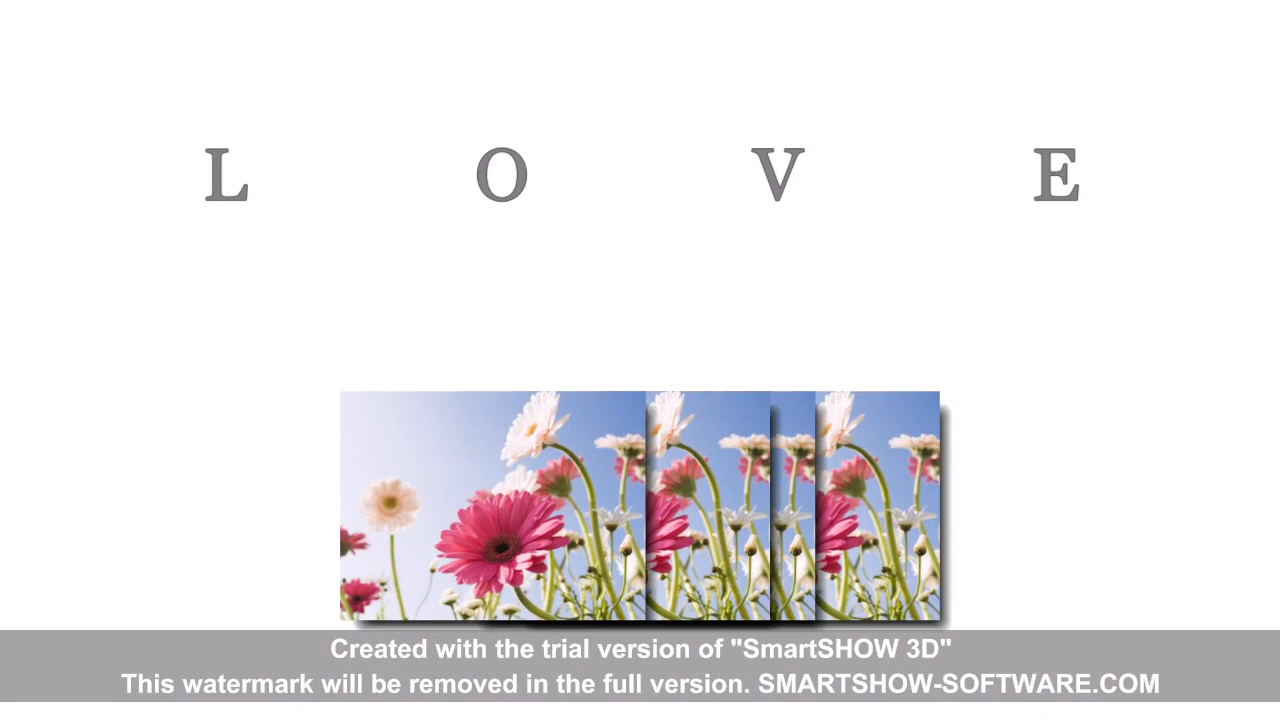 L O V E
Created with the trial version of "SmartSHOW 3D"
This watermark will be removed in the full version. SMARTSHOW-SOFTWARE.COM